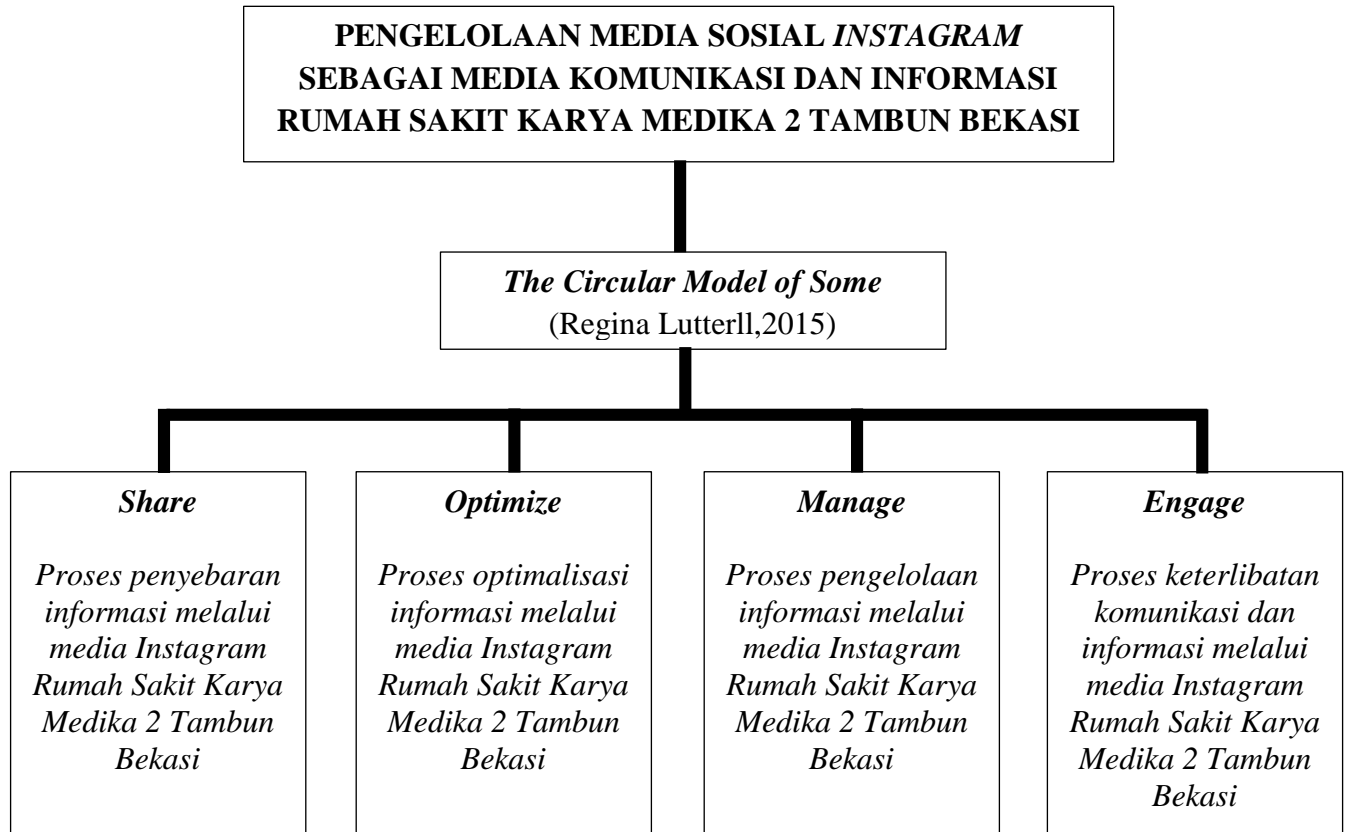 PENGELOLAAN MEDIA SOSIAL INSTAGRAM
SEBAGAI MEDIA KOMUNIKASI DAN INFORMASI
RUMAH SAKIT KARYA MEDIKA 2 TAMBUN BEKASI
The Circular Model of Some
(Regina Lutterll,2015)
Share
Proses penyebaran
informasi melalui
media Instagram
Rumah Sakit Karya
Medika 2 Tambun
Bekasi
Optimize
Proses optimalisasi
informasi melalui
media Instagram
Rumah Sakit Karya
Medika 2 Tambun
Bekasi
Manage
Proses pengelolaan
informasi melalui
media Instagram
Rumah Sakit Karya
Medika 2 Tambun
Bekasi
Engage
Proses keterlibatan
komunikasi dan
informasi melalui
media Instagram
Rumah Sakit Karya
Medika 2 Tambun
Bekasi